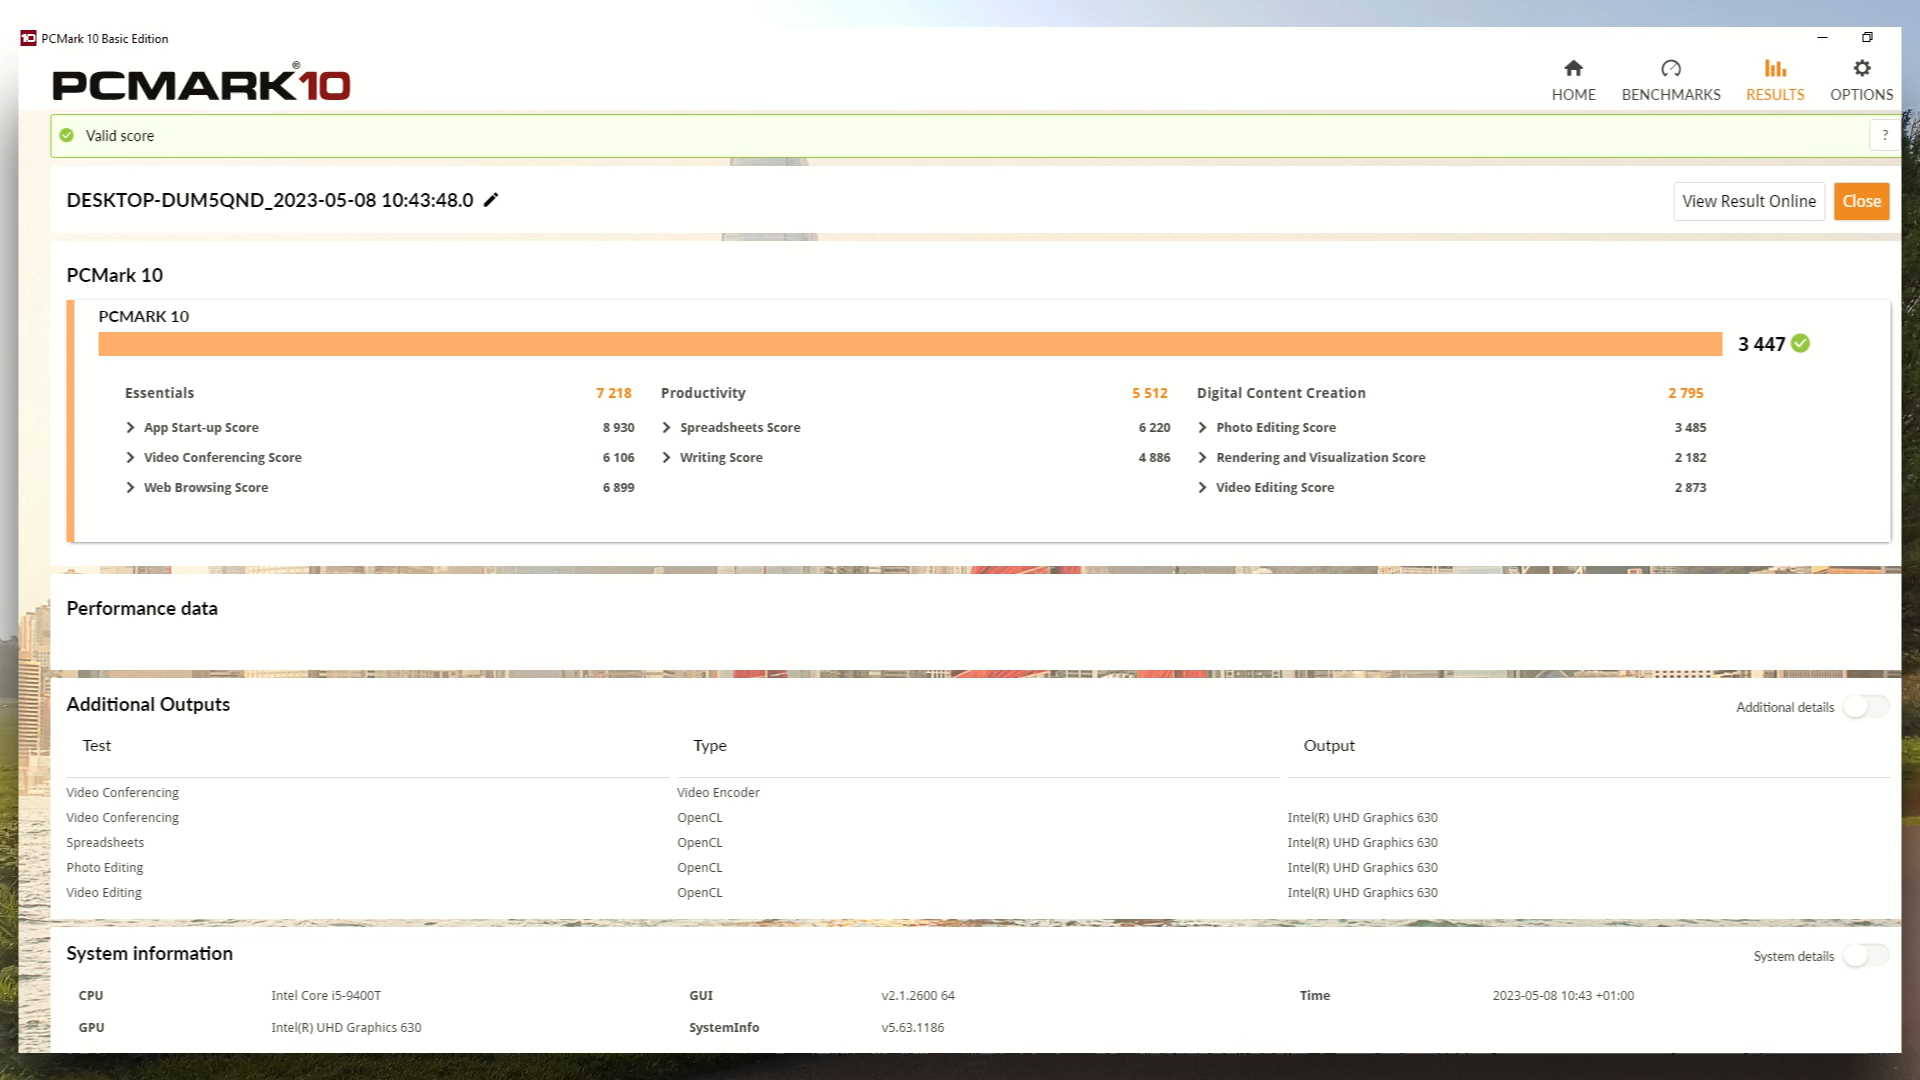 10 PCMark 10 Basic Edition
PCMARK®10
HOME BENCHMARKS RESULTS OPTIONS
Valid score ?
DESKTOP-DUM5QND_2023-05-08 10:43:48.0
View Result Online Close
PCMark 10
PCMARK 10
3 447
Essentials 7 218 Productivity 5 512 Digital Content Creation 2 795
App Start-up Score 8 930 Spreadsheets Score 6 220 Photo Editing Score 3 485
Video Conferencing Score 6 106 Writing Score 4 886 Rendering and Visualization Score 2 182
Web Browsing Score 6 899 Video Editing Score 2 873
Performance data
Additional Outputs Additional details
Test Type Output
Video Conferencing Video Encoder
Video Conferencing OpenCL Intel(R) UHD Graphics 630
Spreadsheets OpenCL Intel(R) UHD Graphics 630
Photo Editing OpenCL Intel(R) UHD Graphics 630
Video Editing OpenCL Intel(R) UHD Graphics 630
System information System details
CPU Intel Core i5-9400T GUI v2.1.2600 64 Time 2023-05-08 10:43 +01:00
GPU Intel(R) UHD Graphics 630 SystemInfo v5.63.1186